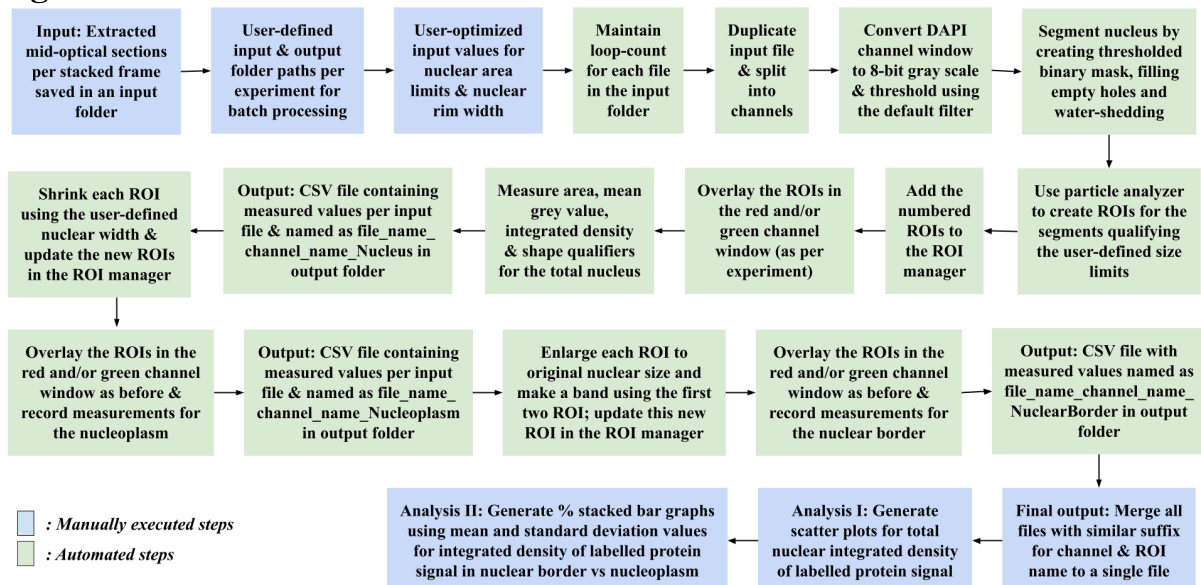 Input: Extracted
mid-optical sections
per stacked frame
saved in an input
folder
User-defined
input & output
folder paths per
experiment for
batch processing
User-optimized
input values for
nuclear area
limits & nuclear
rim width
Maintain
loop-count
for each file
in the input
folder
Duplicate
input file
& split
into
channels
Convert DAPI
channel window
to 8-bit gray scale
& threshold using
the default filter
Segment nucleus by
creating thresholded
binary mask, filling
empty holes and
water-shedding
Use particle analyzer
to create ROIs for the
segments qualifying
the user-defined size
limits
Add the
numbered
ROIs to
the ROI
manager
Overlay the ROIs in
the red and/or
green channel
window (as per
experiment)
Measure area, mean
grey value,
integrated density
& shape qualifiers
for the total nucleus
Output: CSV file containing
measured values per input
file & named as file_name_
channel_name_Nucleus in
output folder
Shrink each ROI
using the user-defined
nuclear width &
update the new ROIs
in the ROI manager
Overlay the ROIs in the
red and/or green channel
window as before &
record measurements for
the nucleoplasm
Output: CSV file containing
measured values per input
file & named as file_name_
channel_name_Nucleoplasm
in output folder
Enlarge each ROI to
original nuclear size and
make a band using the first
two ROI; update this new
ROI in the ROI manager
Overlay the ROIs in the
red and/or green channel
window as before &
record measurements for
the nuclear border
Output: CSV file with
measured values named as
file_name_channel_name_
NuclearBorder in output
folder
Final output: Merge all
files with similar suffix
for channel & ROI
name to a single file
Analysis I: Generate
scatter plots for total
nuclear integrated density
of labelled protein signal
Analysis II: Generate % stacked bar graphs
using mean and standard deviation values
for integrated density of labelled protein
signal in nuclear border vs nucleoplasm
: Manually executed steps
: Automated steps